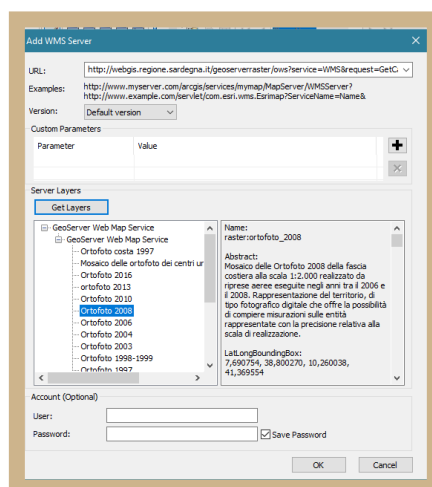 Add WMS Server
URL: http://webgis.regione.sardegna.it/geoserverraster/ows?service=WMS&request=GetC
Examples: http://www.myserver.com/arcgis/services/mymap/MapServer/WMSServer?
http://www.example.com/servlet/com.esri.wms.Esrimap?ServiceName=Name&
Version: Default version
Custom Parameters
Parameter Value
Server Layers
Get Layers
GeoServer Web Map Service
GeoServer Web Map Service
Ortofoto costa 1997
Mosaico delle ortofoto dei centri ur
Ortofoto 2016
ortofoto 2013
Ortofoto 2010
Ortofoto 2008
Ortofoto 2006
Ortofoto 2004
Ortofoto 2003
Ortofoto 1998-1999
Ortofoto 1997
Name:
raster:ortofoto_2008
Abstract:
Mosaico delle Ortofoto 2008 della fascia
costiera alla scala 1:2.000 realizzato da
riprese aeree eseguite negli anni tra il 2006 e
il 2008. Rappresentazione del territorio, di
tipo fotografico digitale che offre la possibilità
di compiere misurazioni sulle entità
rappresentate con la precisione relativa alla
scala di realizzazione.
LatLongBoundingBox:
7,690754, 38,800270, 10,260038,
41,369554
Account (Optional)
User:
Password: Save Password
OK Cancel